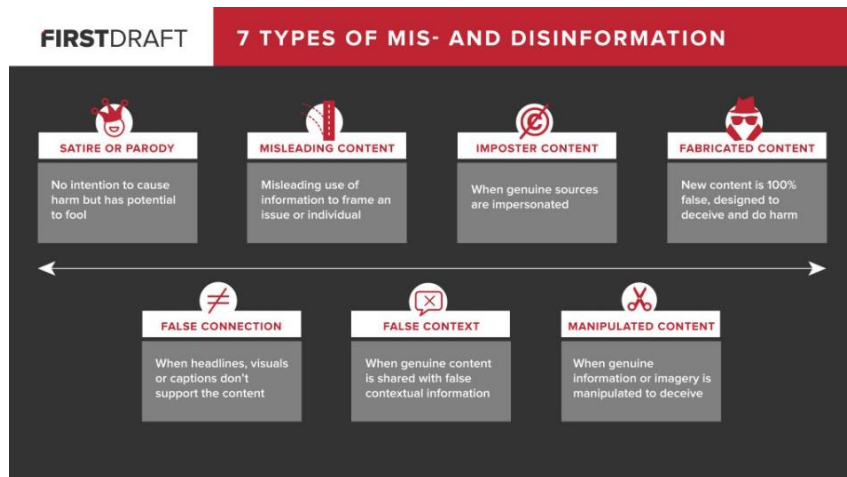 FIRSTDRAFT
7 TYPES OF MIS- AND DISINFORMATION
SATIRE OR PARODY
No intention to cause
harm but has potential
to fool
MISLEADING CONTENT
Misleading use of
information to frame an
issue or individual
IMPOSTER CONTENT
When genuine sources
are impersonated
FABRICATED CONTENT
New content is 100%
false, designed to
deceive and do harm
FALSE CONNECTION
When headlines, visuals
or captions don't
support the content
FALSE CONTEXT
When genuine content
is shared with false
contextual information
MANIPULATED CONTENT
When genuine
information or imagery is
manipulated to deceive